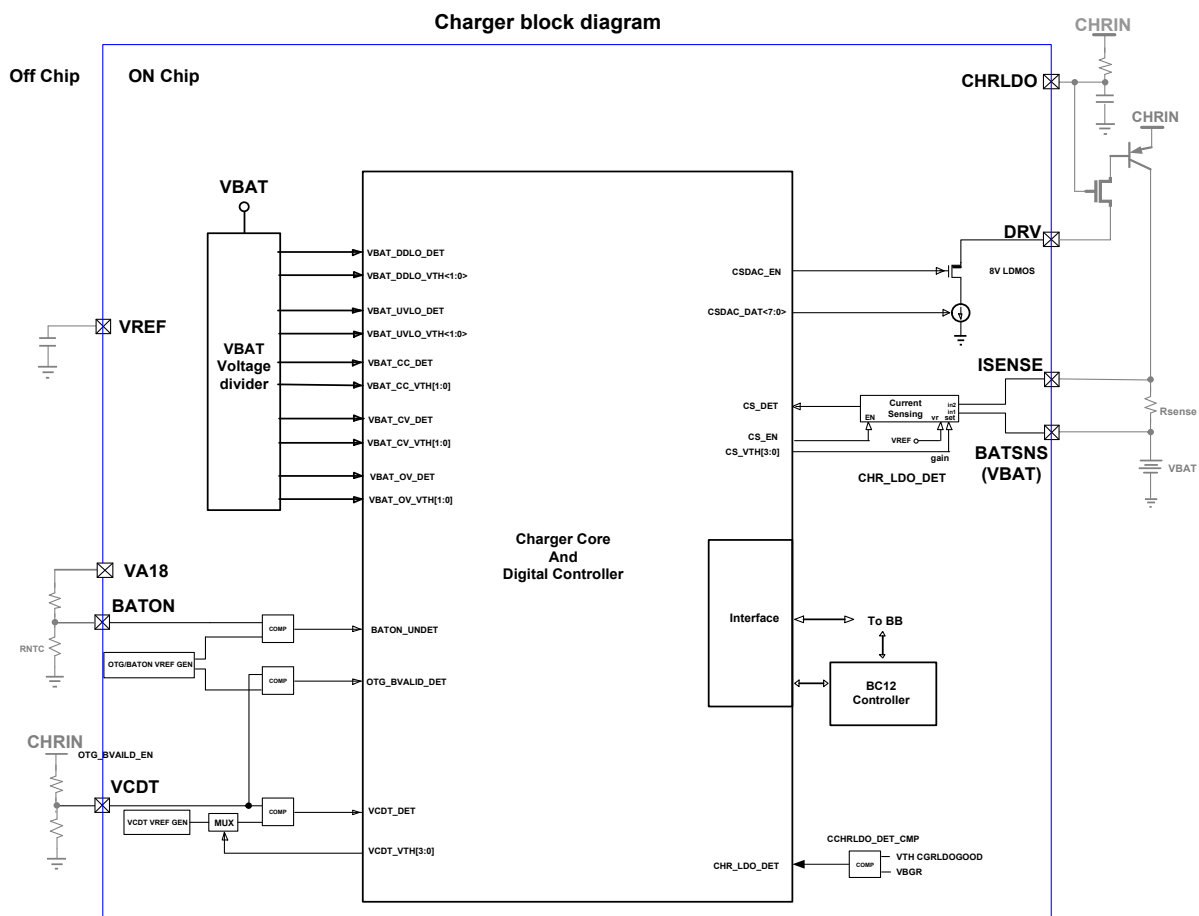 Charger block diagram
Off Chip
ON Chip
CHRIN
CHRLDO
CHRIN
VBAT
DRV
8V LDMOS
VBAT
Voltage
divider
VBAT_DDLO_DET
VBAT_DDLO_VTH<1:0>
VBAT_UVLO_DET
VBAT_UVLO_VTH<1:0>
VBAT_CC_DET
VBAT_CC_VTH[1:0]
VBAT_CV_DET
VBAT_CV_VTH[1:0]
VBAT_OV_DET
VBAT_OV_VTH[1:0]
CSDAC_EN
CSDAC_DAT<7:0>
VREF
ISENSE
Rsense
BATSNS
(VBAT)
VBAT
CS_DET
CS_EN
CS_VTH[3:0]
Current
Sensing
in2
in1
EN
vr
set
VREF
gain
CHR_LDO_DET
Charger Core
And
Digital Controller
VA18
BATON
RNTC
COMP
BATON_UNDET
OTG/BATON VREF GEN
COMP
OTG_BVALID_DET
Interface
To BB
BC12
Controller
CHRIN
OTG_BVAILD_EN
VCDT
VCDT VREF GEN
MUX
COMP
VCDT_DET
VCDT_VTH[3:0]
CHR_LDO_DET
CCHRLDO_DET_CMP
COMP
VTH CGRLDOGOOD
VBGR